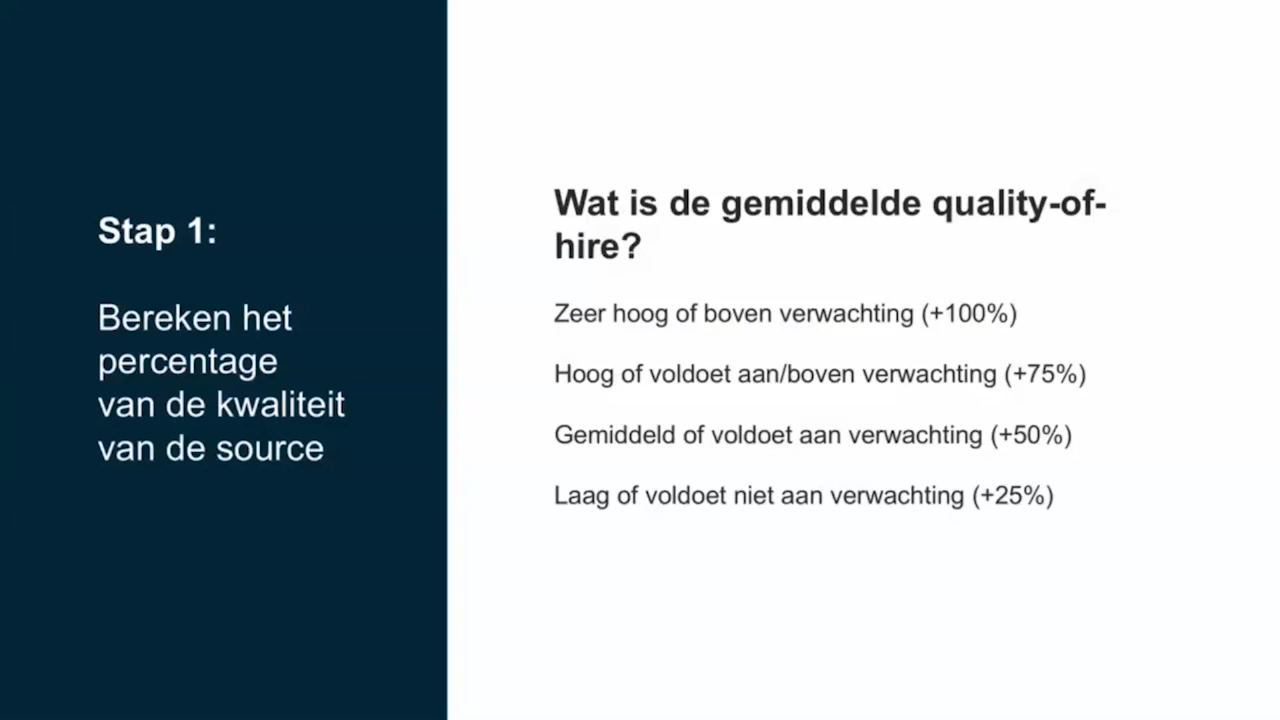 Stap 1:
Bereken het
percentage
van de kwaliteit
van de source
Wat is de gemiddelde quality-of-
hire?
Zeer hoog of boven verwachting (+100%)
Hoog of voldoet aan/boven verwachting (+75%)
Gemiddeld of voldoet aan verwachting (+50%)
Laag of voldoet niet aan verwachting (+25%)